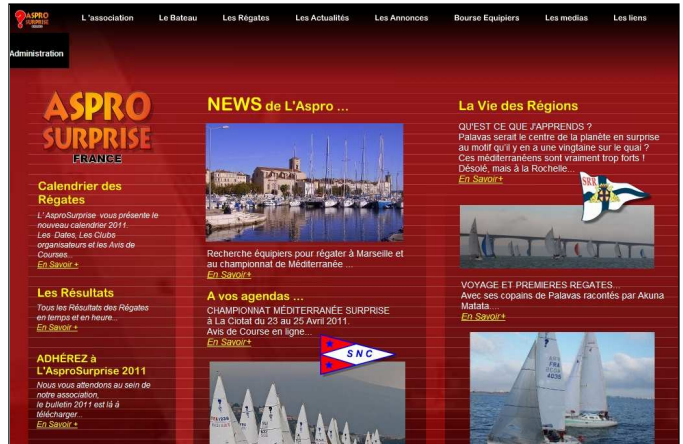 ASPRO
SURPRISE
L 'association
Le Bateau
Les Régates
Les Actualités
Les Annonces
Bourse Equipiers
Les medias
Les liens
Administration
ASPRO
SURPRISE
FRANCE
Calendrier des
Régates
L' AsproSurprise vous présente le
nouveau calendrier 2011.
Les Dates, Les Clubs
organisateurs et les Avis de
Courses...
En Savoir +
Les Résultats
Tous les Résultats des Régates
en temps et en heure...
En Savoir +
ADHÉREZ à
L'AsproSurprise 2011
Nous vous attendons au sein de
notre association,
le bulletin 2011 est là à
télécharger...
En Savoir +
NEWS de L'Aspro ...
Recherche équipiers pour régater à Marseille et
au championnat de Méditerranée ...
En Savoir+
A vos agendas ...
CHAMPIONNAT MÉDITERRANÉE SURPRISE
à La Ciotat du 23 au 25 Avril 2011.
Avis de Course en ligne...
En Savoir+
SNC
La Vie des Régions
QU'EST CE QUE J'APPRENDS ?
Palavas serait le centre de la planète en surprise
au motif qu'il y en a une vingtaine sur le quai ?
Ces méditerranéens sont vraiment trop forts !
Désolé, mais à la Rochelle...
En Savoir+
SRR
VOYAGE ET PREMIERES REGATES...
Avec ses copains de Palavas racontés par Akuna
Matata....
En Savoir+